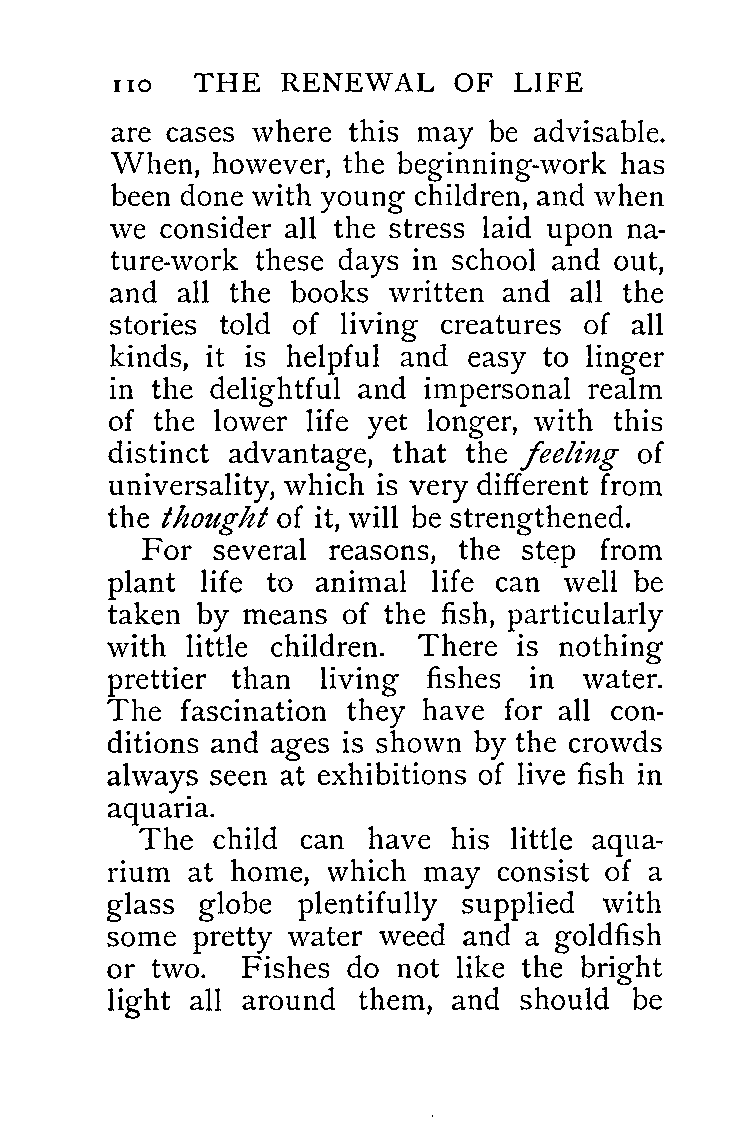 110 THE RENEWAL OF LIFE
are cases where this may be advisable.
When, however, the beginning-work has
been done with young children, and when
we consider all the stress laid upon na-
ture-work these days in school and out,
and all the books written and all the
stories told of living creatures of all
kinds, it is helpful and easy to linger
in the delightful and impersonal realm
of the lower life yet longer, with this
distinct advantage, that the feeling of
universality, which is very different from
the thought of it, will be strengthened.
For several reasons, the step from
plant life to animal life can well be
taken by means of the fish, particularly
with little children. There is nothing
prettier than living fishes in water.
The fascination they have for all con-
ditions and ages is shown by the crowds
always seen at exhibitions of live fish in
aquaria.
The child can have his little aqua-
rium at home, which may consist of a
glass globe plentifully supplied with
some pretty water weed and a goldfish
or two. Fishes do not like the bright
light all around them, and should be